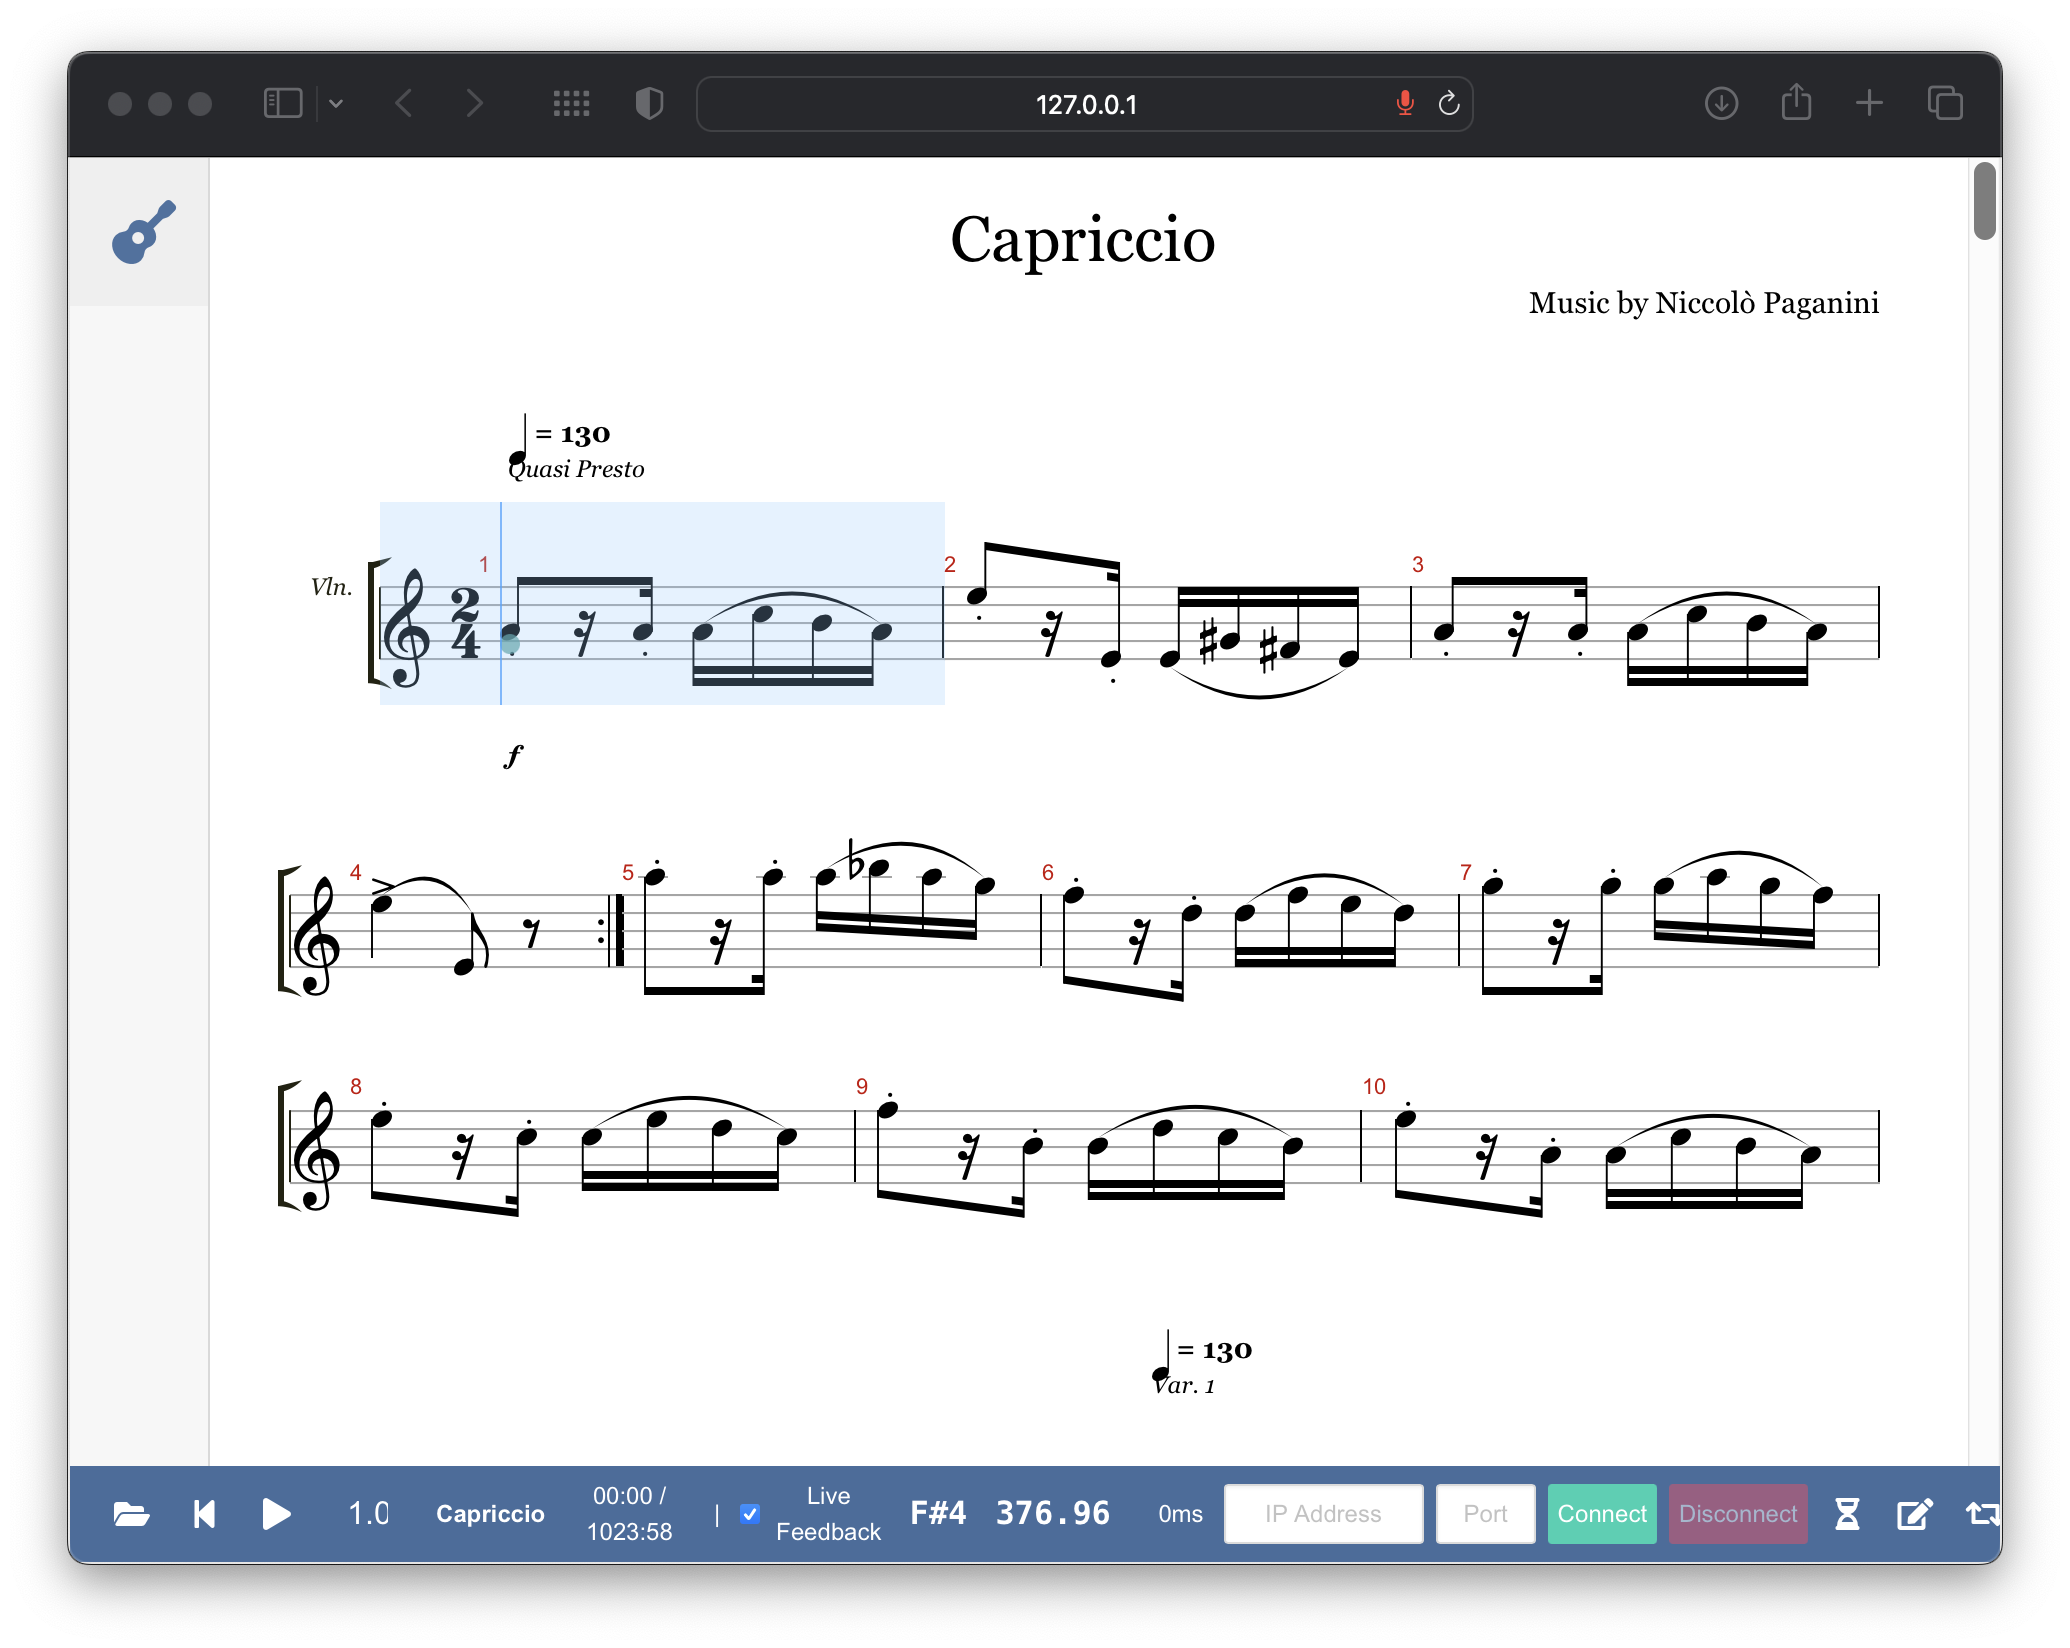 127.0.0.1
Capriccio
Music by Niccolò Paganini
= 130
Quasi Presto
1
2
3
Vln.
2
4
f
4
5
6
7
8
9
10
= 130
Var. 1
1.0
Capriccio
00:00 /
1023:58
|
Live
Feedback
F#4
376.96
0ms
IP Address
Port
Connect
Disconnect